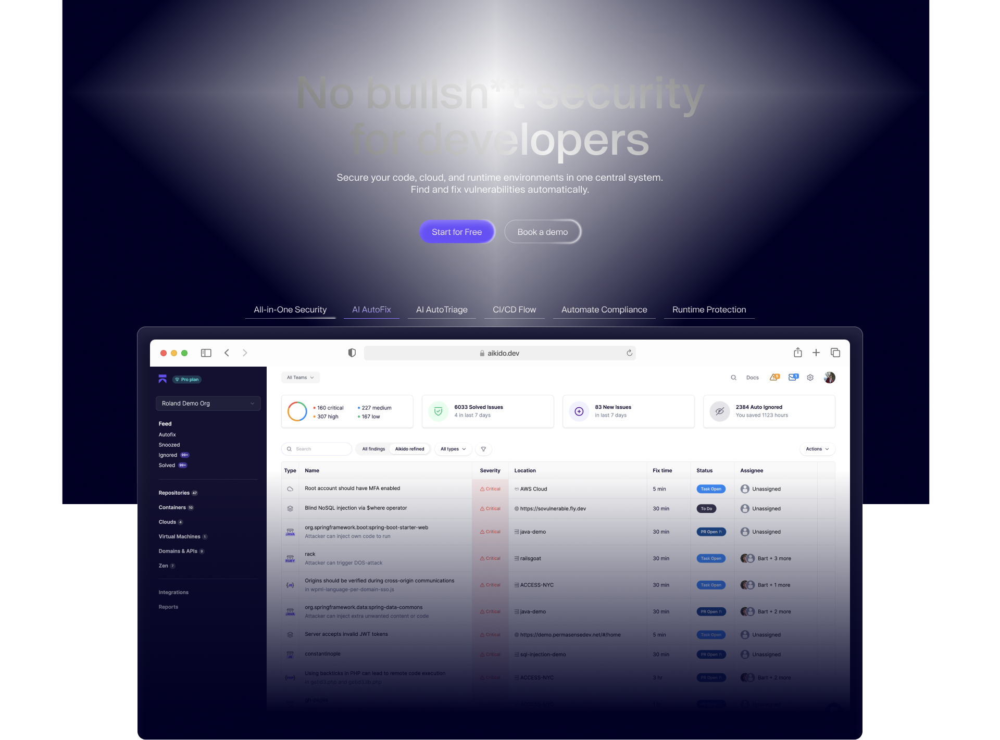 No bullsh*t security
for developers
Secure your code, cloud, and runtime environments in one central system.
Find and fix vulnerabilities automatically.
Start for Free
Book a demo
All-in-One Security
AI AutoFix
AI AutoTriage
CI/CD Flow
Automate Compliance
Runtime Protection
aikido.dev
Pro plan
Roland Demo Org
Feed
Autofix
Snoozed
Ignored 99+
Solved 99+
Repositories 47
Containers 10
Clouds 4
Virtual Machines 1
Domains & APIs 9
Zen 7
Integrations
Reports
All Teams
Docs
5
1
160 critical
227 medium
307 high
167 low
6033 Solved Issues
4 in last 7 days
83 New Issues
in last 7 days
2384 Auto Ignored
You saved 1123 hours
Search
All findings
Aikido refined
All types
Actions
Type Name Severity Location Fix time Status Assignee
Root account should have MFA enabled Critical AWS Cloud 5 min Task Open Unassigned
Blind NoSQL injection via $where operator Critical https://sovulnerable.fly.dev 30 min To Do Unassigned
JAVA org.springframework.boot:spring-boot-starter-web Critical java-demo 30 min PR Open Unassigned
Attacker can inject own code to run
RUBY rack Critical railsgoat 30 min Task Open Bart + 3 more
Attacker can trigger DOS-attack
{JS} Origins should be verified during cross-origin communications Critical ACCESS-NYC 30 min Task Open Bart + 1 more
in wpml-language-per-domain-sso.js
JAVA org.springframework.data:spring-data-commons Critical java-demo 30 min PR Open Bart + 2 more
Attacker can inject extra unwanted content or code
Server accepts invalid JWT tokens Critical https://demo.permasensedev.net/#/home 5 min Task Open Unassigned
JS constantinople Critical sql-injection-demo 30 min PR Open Unassigned
{PHP} Using backticks in PHP can lead to remote code execution Critical ACCESS-NYC 3 hr PR Open Bart + 2 more
in getid3.php and getid3.lib.php
gh-pages ACCESS-NYC